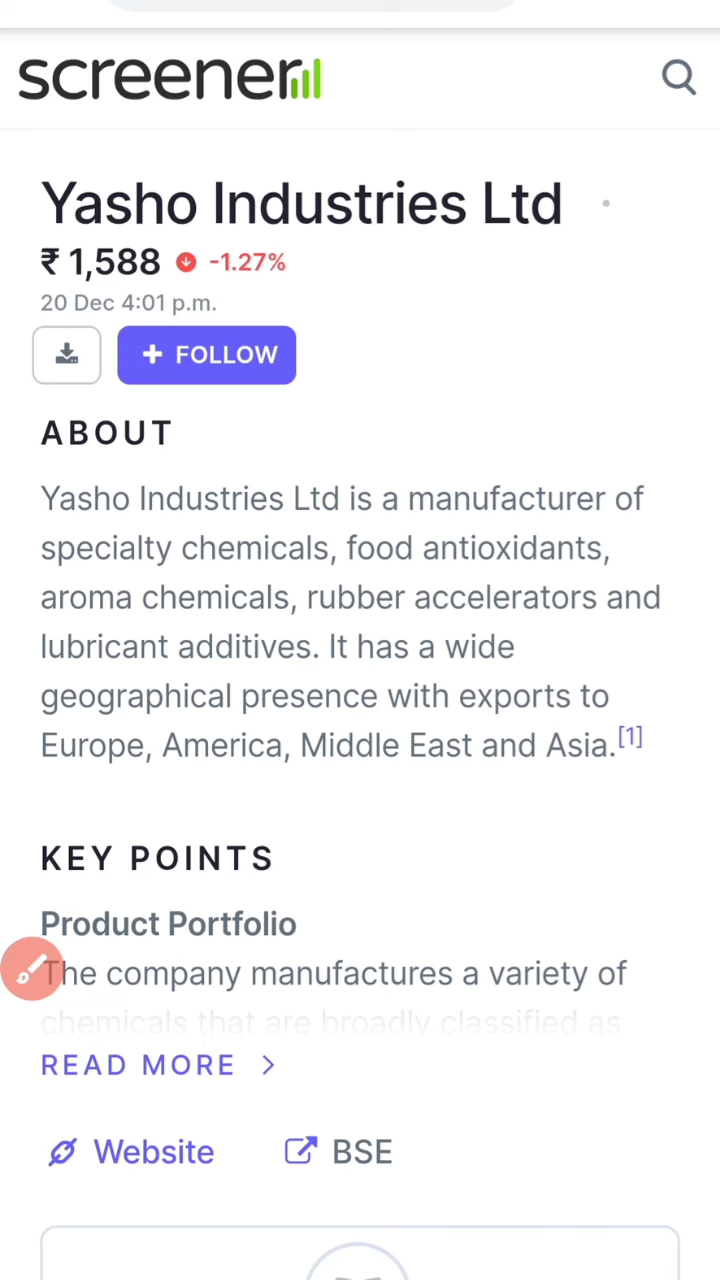 screener
Yasho Industries Ltd
₹ 1,588 -1.27%
20 Dec 4:01 p.m.
+ FOLLOW
ABOUT
Yasho Industries Ltd is a manufacturer of
specialty chemicals, food antioxidants,
aroma chemicals, rubber accelerators and
lubricant additives. It has a wide
geographical presence with exports to
Europe, America, Middle East and Asia.[1]
KEY POINTS
Product Portfolio
The company manufactures a variety of
chemicals that are broadly classified as
READ MORE >
Website BSE